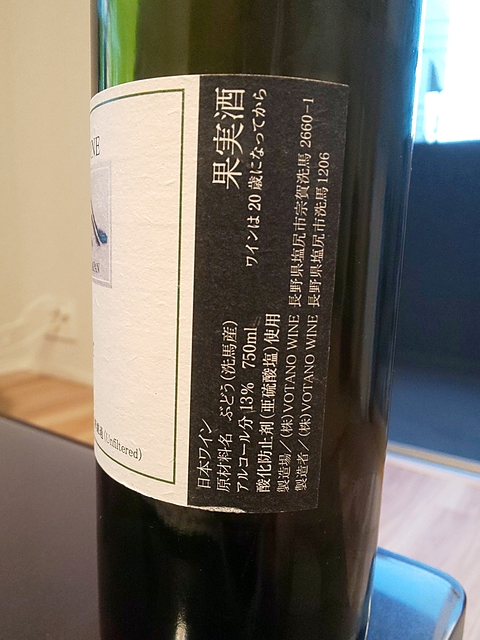 果実酒
ワインは20歳になってから
日本ワイン
原材料名 ぶどう(洗馬産)
アルコール分13% 750ml
酸化防止剤(亜硫酸塩)使用
製造場/(株)VOTANO WINE 長野県塩尻市宗賀洗馬2660-1
製造者/(株)VOTANO WINE 長野県塩尻市洗馬1206
(Unfiltered)